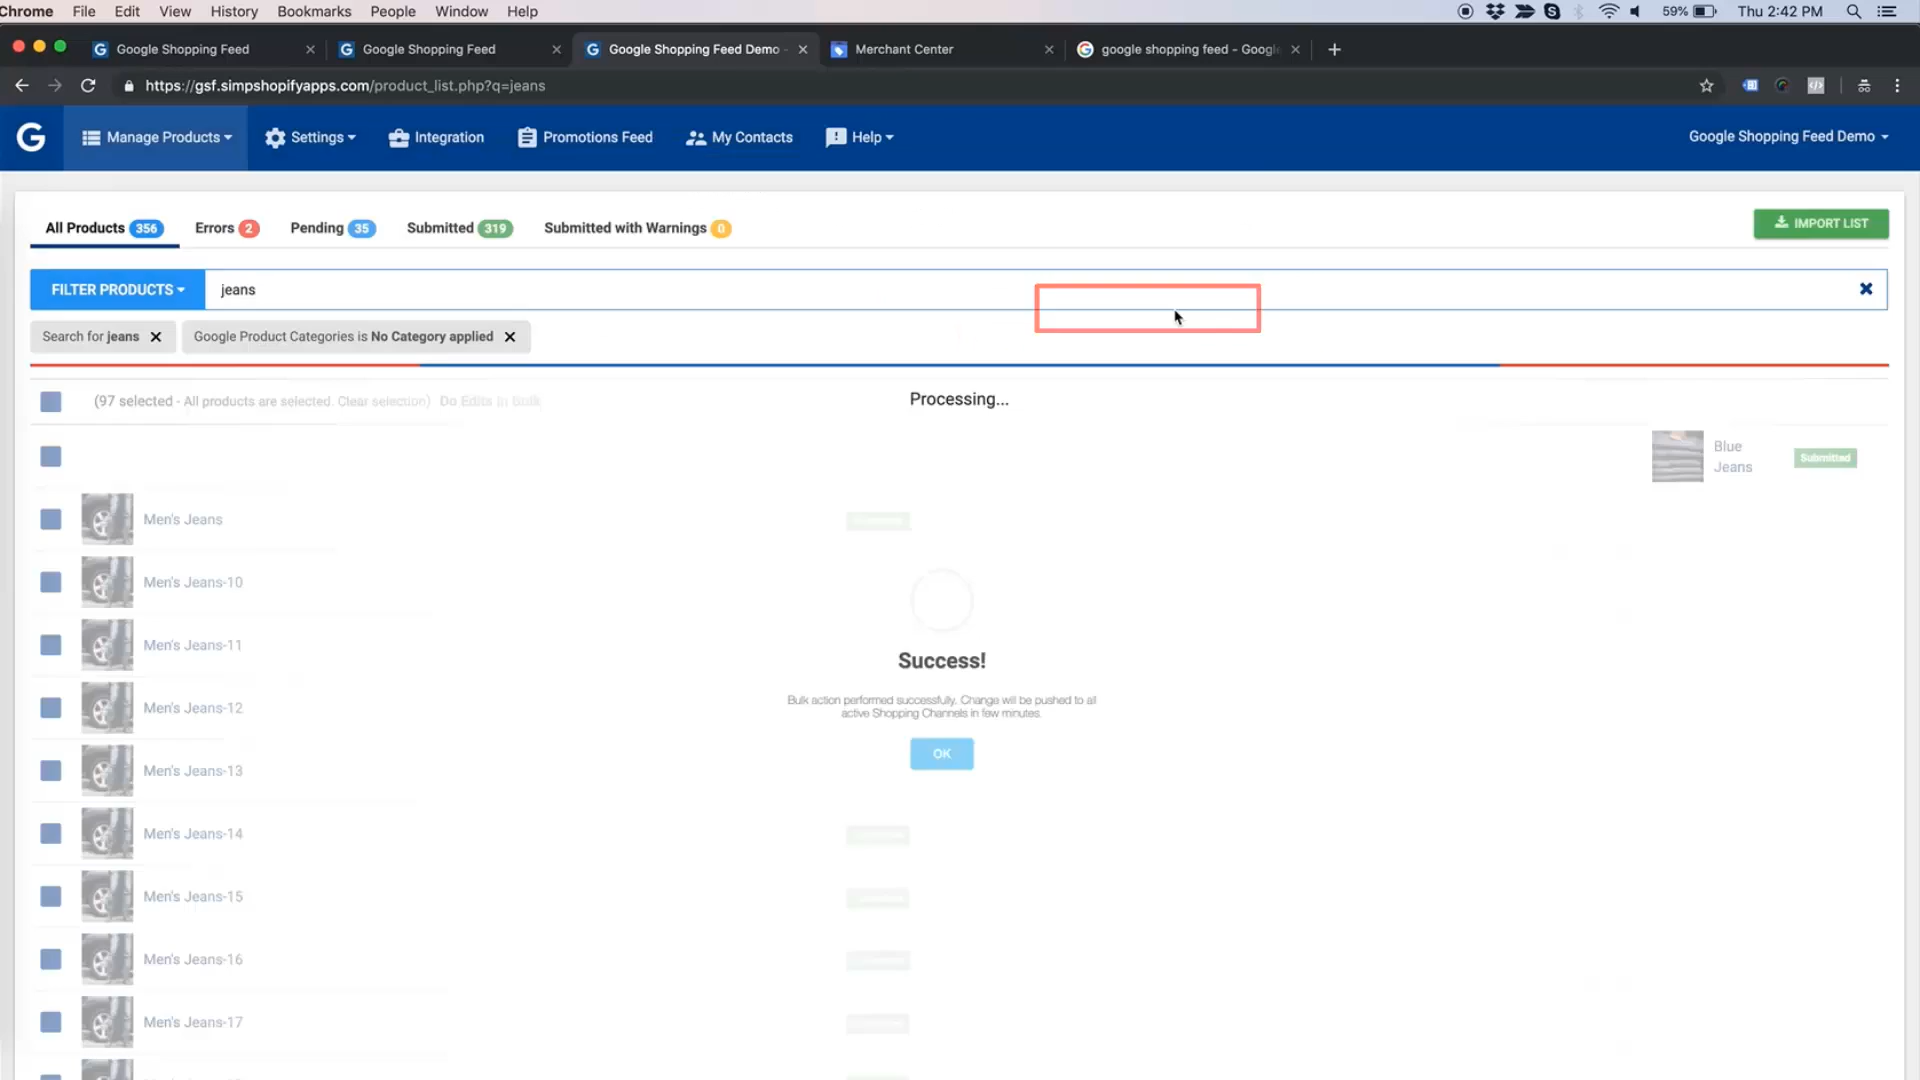 Chrome File Edit View History Bookmarks People Window Help 59% Thu 2:42 PM
Google Shopping Feed Google Shopping Feed Google Shopping Feed Demo - Merchant Center google shopping feed - Googl
https://gsf.simpshopifyapps.com/product_list.php?q=jeans
G Manage Products Settings Integration Promotions Feed My Contacts Help Google Shopping Feed Demo
All Products 356 Errors 2 Pending 35 Submitted 319 Submitted with Warnings 0 IMPORT LIST
FILTER PRODUCTS jeans
Search for jeans Google Product Categories is No Category applied
(97 selected - All products are selected. Clear selection) Do Edits in Bulk Processing...
Blue
Jeans
Submitted
Men's Jeans
Men's Jeans-10
Men's Jeans-11
Success!
Bulk action performed successfully. Change will be pushed to all
active Shopping Channels in few minutes.
Men's Jeans-12
OK
Men's Jeans-13
Men's Jeans-14
Men's Jeans-15
Men's Jeans-16
Men's Jeans-17